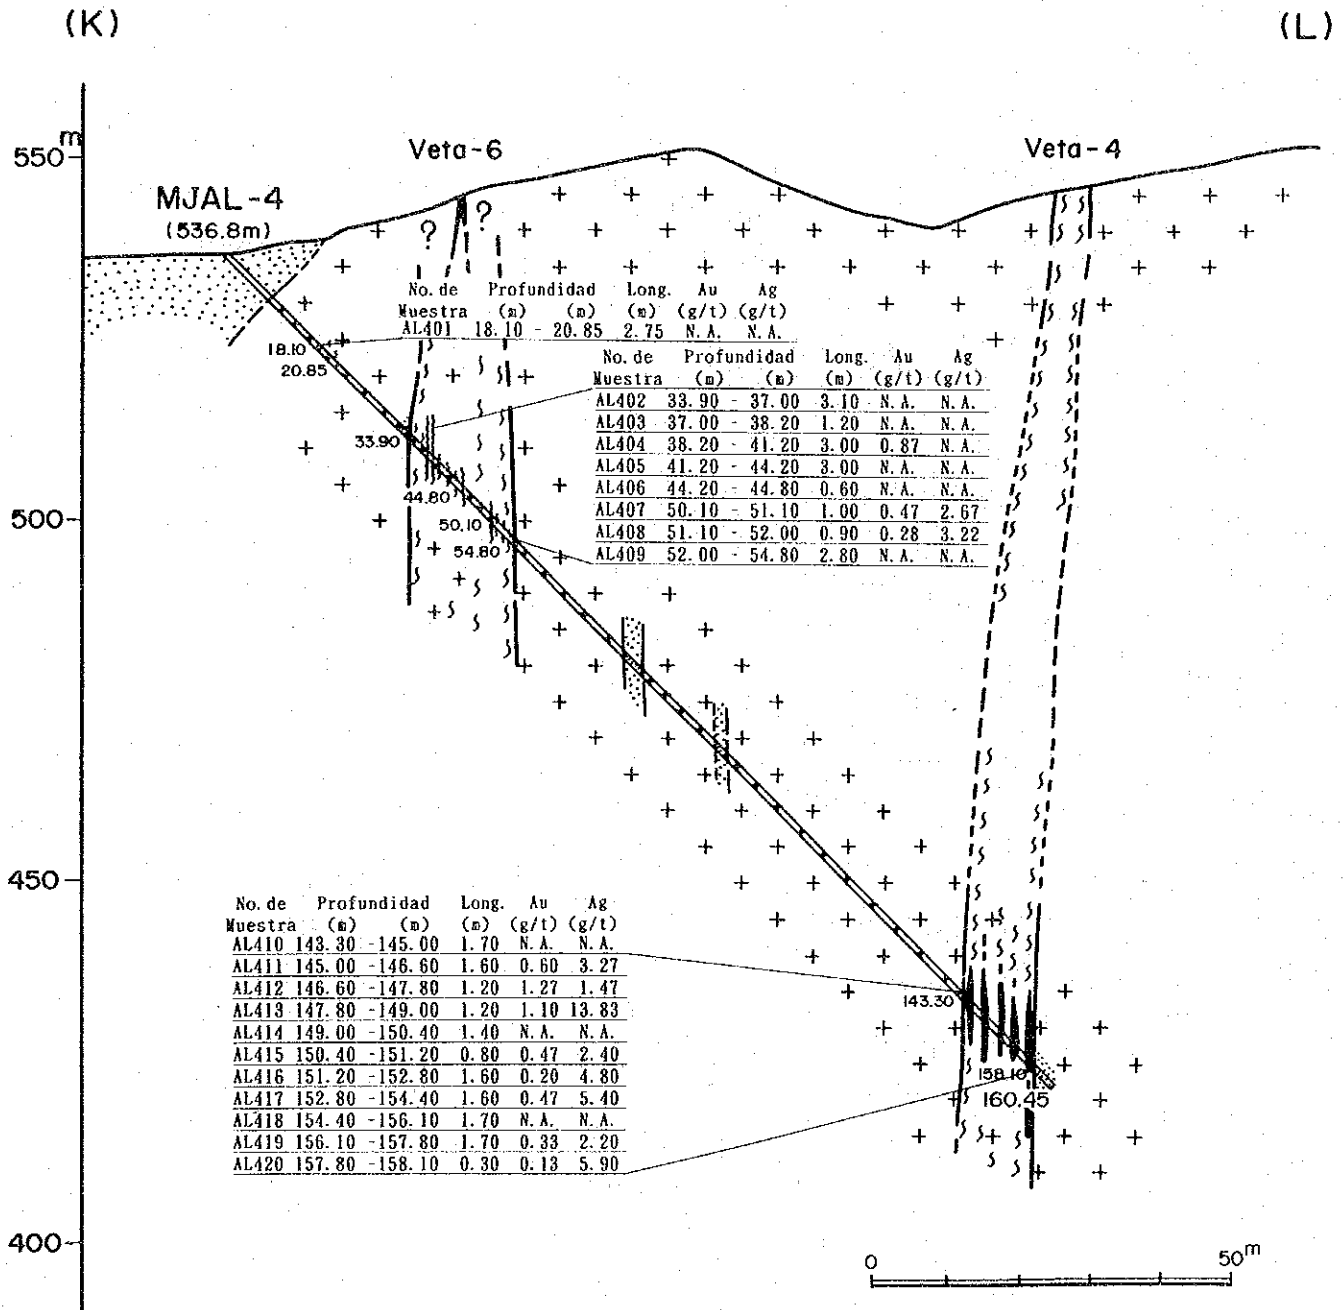 (K) (L)
m
550
Veta-6 Veta-4
MJAL-4
(536.8m)
? ?
No. de Profundidad Long. Au Ag
Muestra (m) (m) (m) (g/t) (g/t)
AL401 18.10 - 20.85 2.75 N.A. N.A.
18.10
20.85
No. de Profundidad Long. Au Ag
Muestra (m) (m) (m) (g/t) (g/t)
AL402 33.90 - 37.00 3.10 N.A. N.A.
AL403 37.00 - 38.20 1.20 N.A. N.A.
AL404 38.20 - 41.20 3.00 0.87 N.A.
AL405 41.20 - 44.20 3.00 N.A. N.A.
AL406 44.20 - 44.80 0.60 N.A. N.A.
AL407 50.10 - 51.10 1.00 0.47 2.67
AL408 51.10 - 52.00 0.90 0.28 3.22
AL409 52.00 - 54.80 2.80 N.A. N.A.
33.90
44.80
500
50.10
54.80
450
No. de Profundidad Long. Au Ag
Muestra (m) (m) (m) (g/t) (g/t)
AL410 143.30 -145.00 1.70 N.A. N.A.
AL411 145.00 -146.60 1.60 0.60 3.27
AL412 146.60 -147.80 1.20 1.27 1.47
AL413 147.80 -149.00 1.20 1.10 13.83
AL414 149.00 -150.40 1.40 N.A. N.A.
AL415 150.40 -151.20 0.80 0.47 2.40
AL416 151.20 -152.80 1.60 0.20 4.80
AL417 152.80 -154.40 1.60 0.47 5.40
AL418 154.40 -156.10 1.70 N.A. N.A.
AL419 156.10 -157.80 1.70 0.33 2.20
AL420 157.80 -158.10 0.30 0.13 5.90
143.30
158.10
160.45
400
0 50m